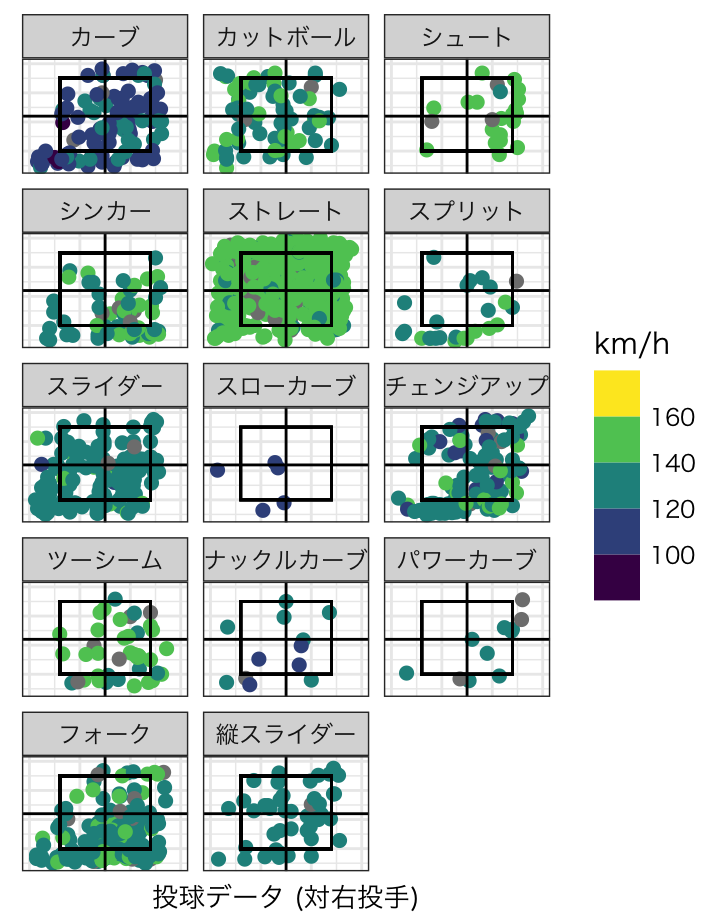 カーブ
カットボール
シュート
シンカー
ストレート
スプリット
スライダー
スローカーブ
チェンジアップ
ツーシーム
ナックルカーブ
パワーカーブ
フォーク
縦スライダー
km/h
160
140
120
100
投球データ (対右投手)